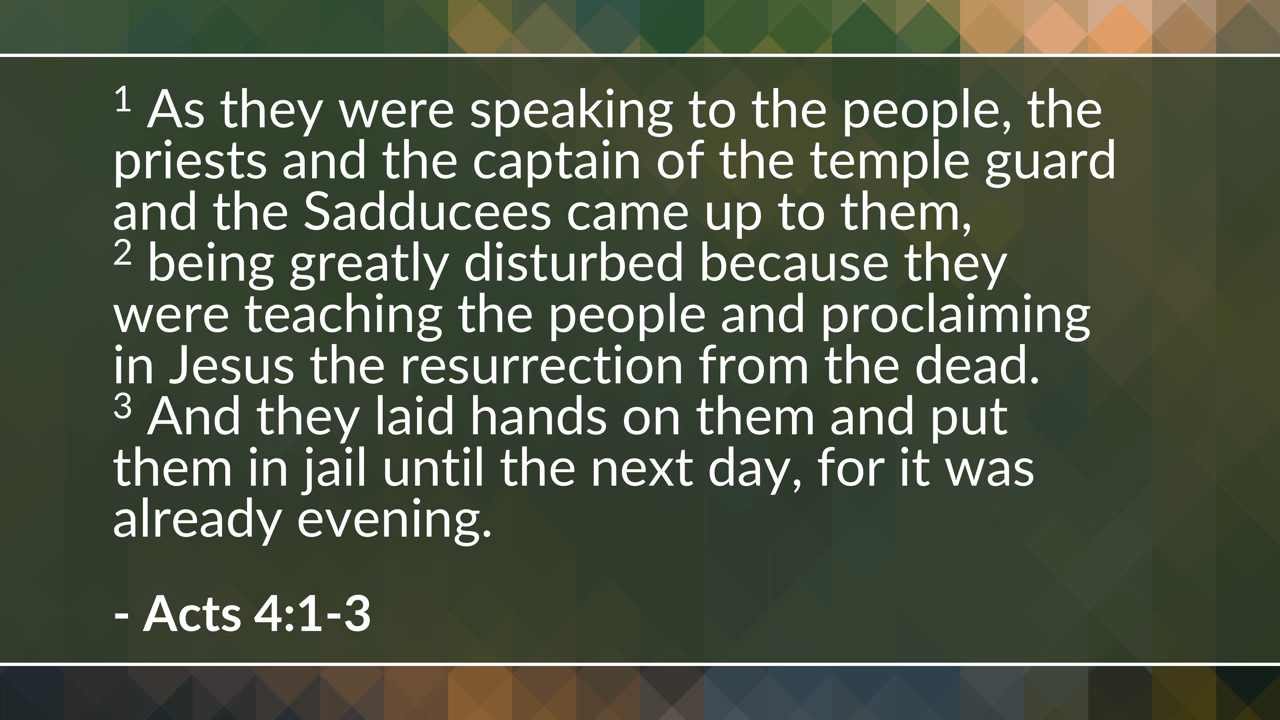 1 As they were speaking to the people, the
priests and the captain of the temple guard
and the Sadducees came up to them,
2 being greatly disturbed because they
were teaching the people and proclaiming
in Jesus the resurrection from the dead.
3 And they laid hands on them and put
them in jail until the next day, for it was
already evening.
- Acts 4:1-3